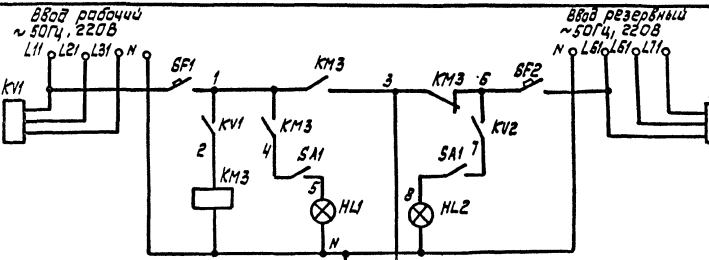 Ввод рабочий
~ 50Гц, 220В
L11 L21 L31 N
Ввод резервный
~ 50Гц, 220В
N L61 L61 L71
KV1
SF1
1
KM3
3
KM3
6
SF2
KV1
KM3
KV2
2
4
SA1
SA1
7
KM3
5
HL1
8
HL2
N